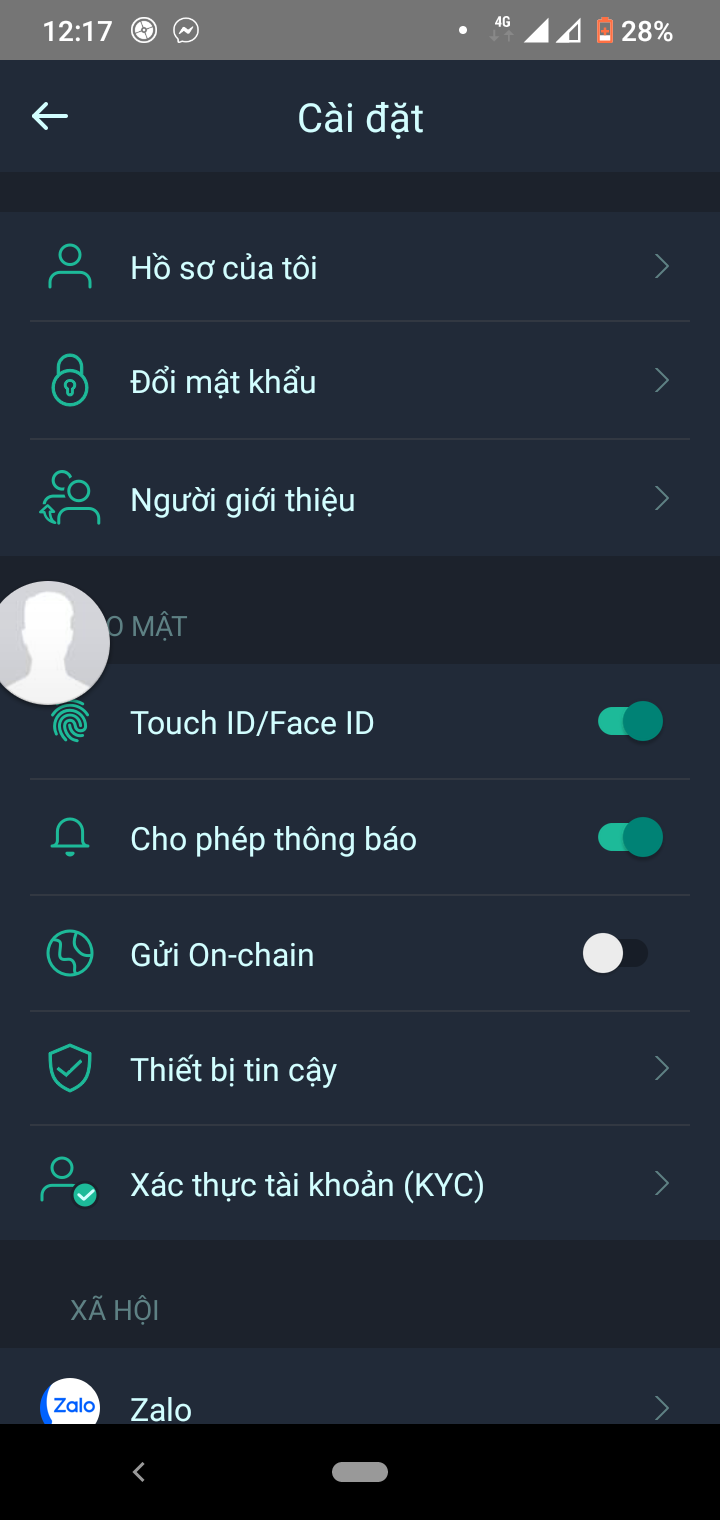 12:17
4G
28%
Cài đặt
Hồ sơ của tôi
Đổi mật khẩu
Người giới thiệu
O MẬT
Touch ID/Face ID
Cho phép thông báo
Gửi On-chain
Thiết bị tin cậy
Xác thực tài khoản (KYC)
XÃ HỘI
Zalo
Zalo